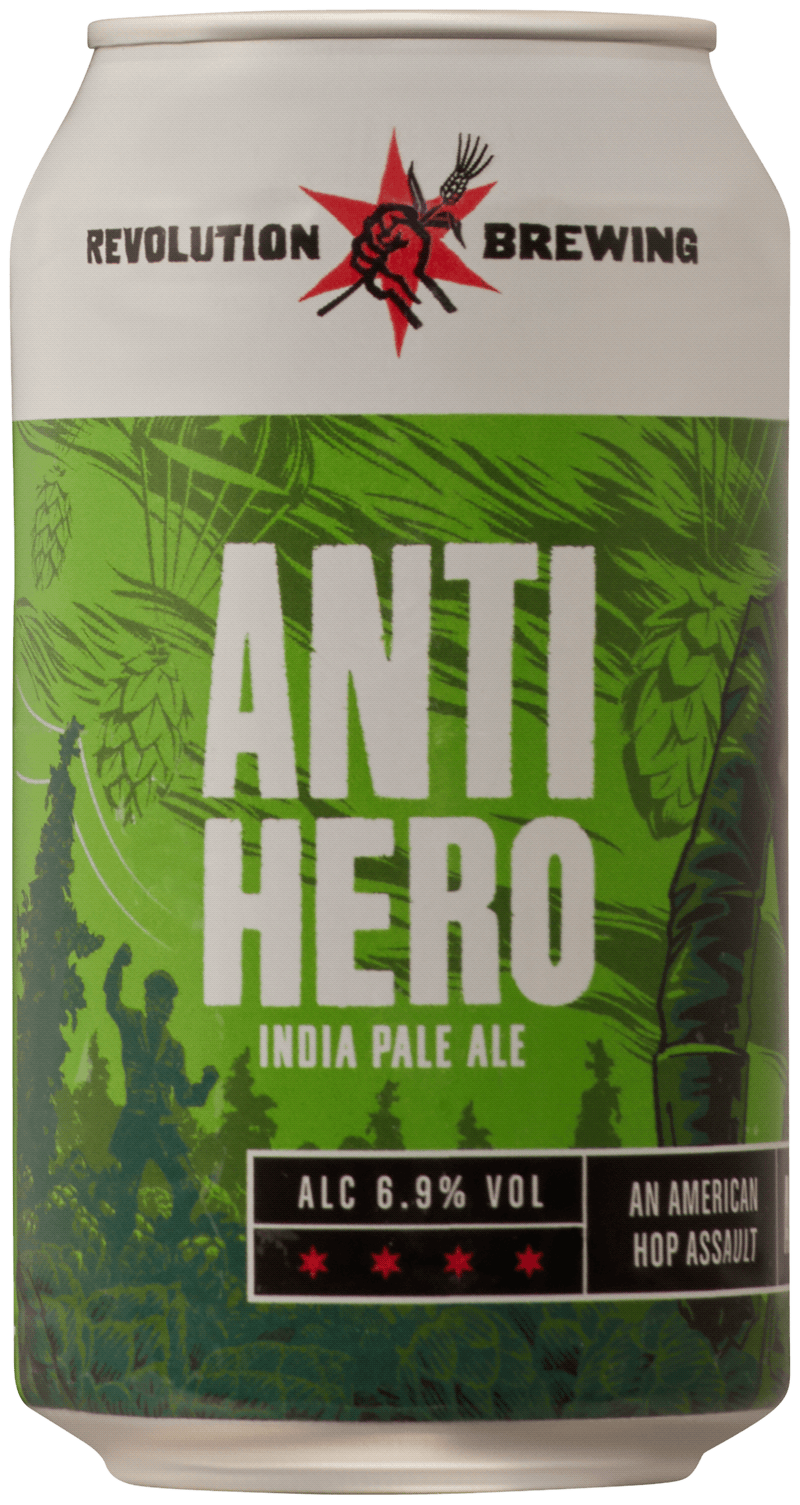 REVOLUTION BREWING
ANTI
HERO
INDIA PALE ALE
ALC 6.9% VOL
AN AMERICAN
HOP ASSAULT